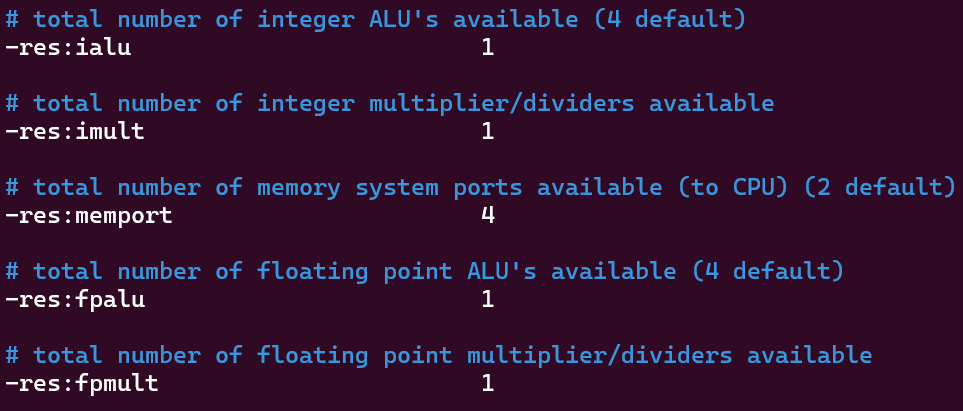 # total number of integer ALU's available (4 default)
-res:ialu 1
# total number of integer multiplier/dividers available
-res:imult 1
# total number of memory system ports available (to CPU) (2 default)
-res:memport 4
# total number of floating point ALU's available (4 default)
-res:fpalu 1
# total number of floating point multiplier/dividers available
-res:fpmult 1